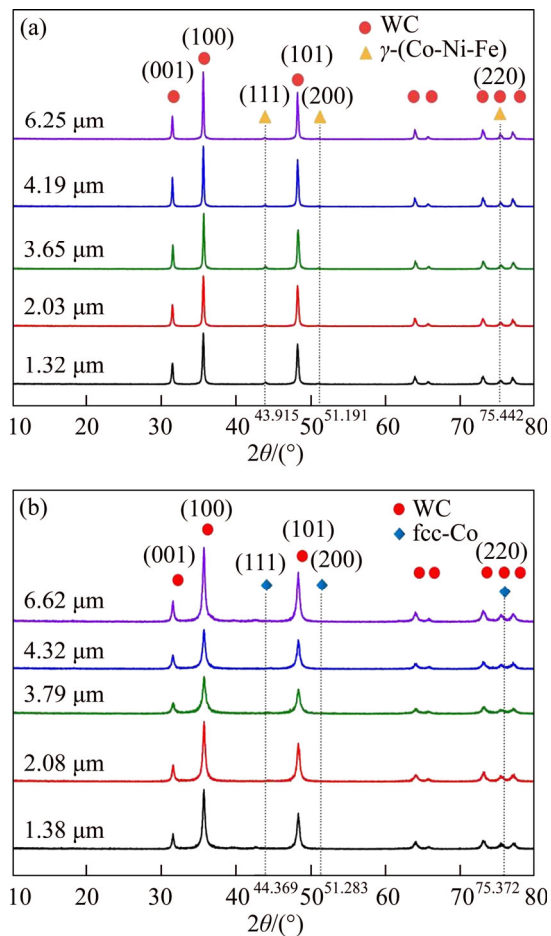 (a)
WC
γ-(Co-Ni-Fe)
(100)
(001)
(101)
(111)
(200)
(220)
6.25 μm
4.19 μm
3.65 μm
2.03 μm
1.32 μm
10 20 30 40 43.915 50 51.191 60 70 75.442 80
2θ/(°)
(b)
WC
fcc-Co
(100)
(001)
(101)
(111)
(200)
(220)
6.62 μm
4.32 μm
3.79 μm
2.08 μm
1.38 μm
10 20 30 40 44.369 50 51.283 60 70 75.372 80
2θ/(°)